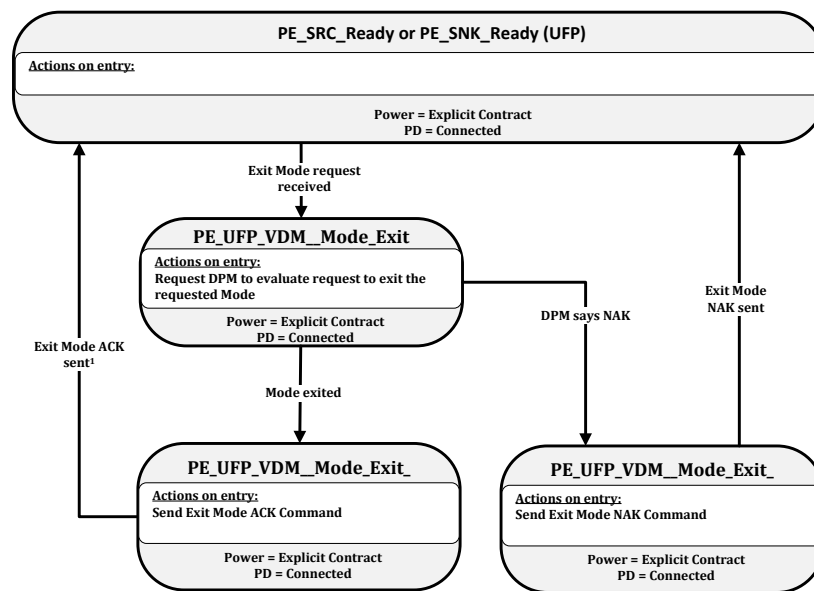 PE_SRC_Ready or PE_SNK_Ready (UFP)
Actions on entry:
Power = Explicit Contract
PD = Connected
Exit Mode request
received
PE_UFP_VDM__Mode_Exit
Actions on entry:
Request DPM to evaluate request to exit the
requested Mode
Power = Explicit Contract
PD = Connected
Exit Mode
NAK sent
DPM says NAK
Exit Mode ACK
sent¹
Mode exited
PE_UFP_VDM__Mode_Exit_
Actions on entry:
Send Exit Mode ACK Command
Power = Explicit Contract
PD = Connected
PE_UFP_VDM__Mode_Exit_
Actions on entry:
Send Exit Mode NAK Command
Power = Explicit Contract
PD = Connected